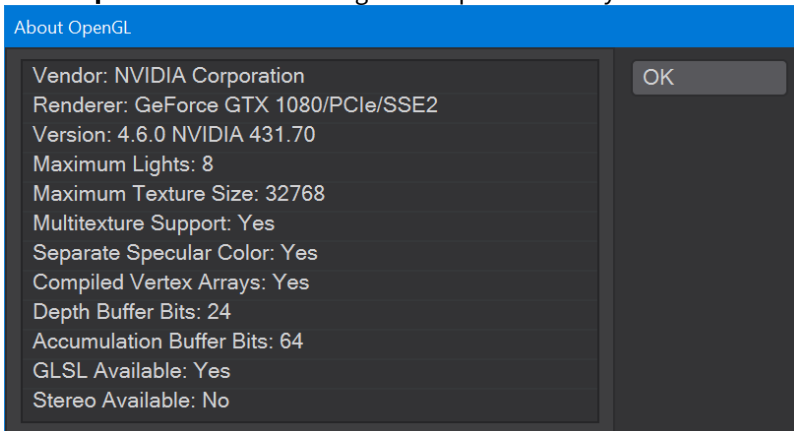 About OpenGL
Vendor: NVIDIA Corporation
OK
Renderer: GeForce GTX 1080/PCIe/SSE2
Version: 4.6.0 NVIDIA 431.70
Maximum Lights: 8
Maximum Texture Size: 32768
Multitexture Support: Yes
Separate Specular Color: Yes
Compiled Vertex Arrays: Yes
Depth Buffer Bits: 24
Accumulation Buffer Bits: 64
GLSL Available: Yes
Stereo Available: No